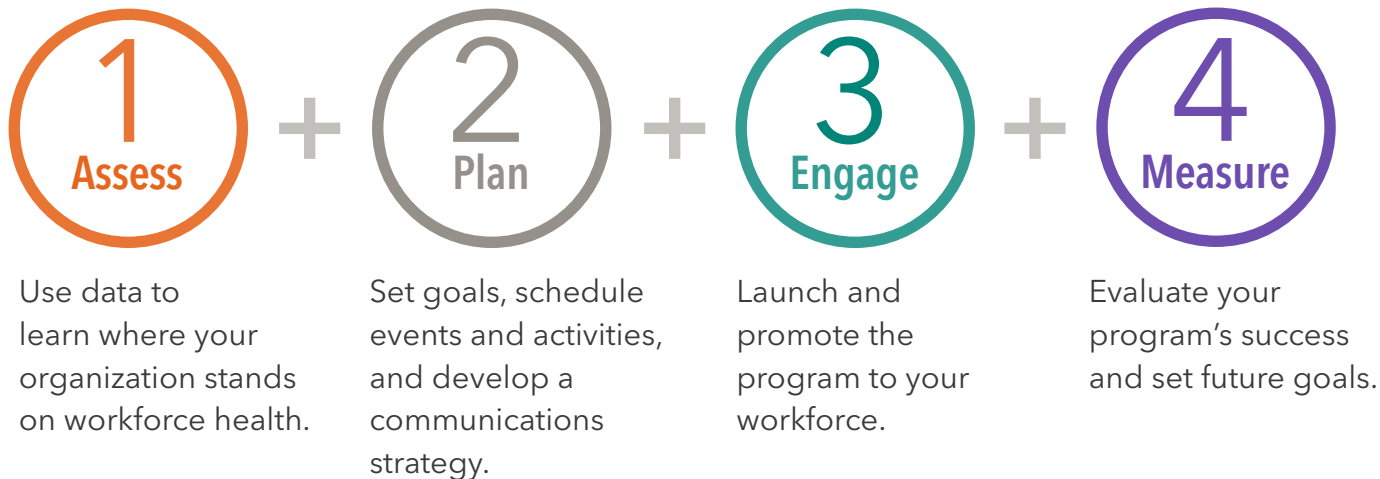 1
Assess
+
2
Plan
+
3
Engage
+
4
Measure
Use data to
learn where your
organization stands
on workforce health.
Set goals, schedule
events and activities,
and develop a
communications
strategy.
Launch and
promote the
program to your
workforce.
Evaluate your
program’s success
and set future goals.